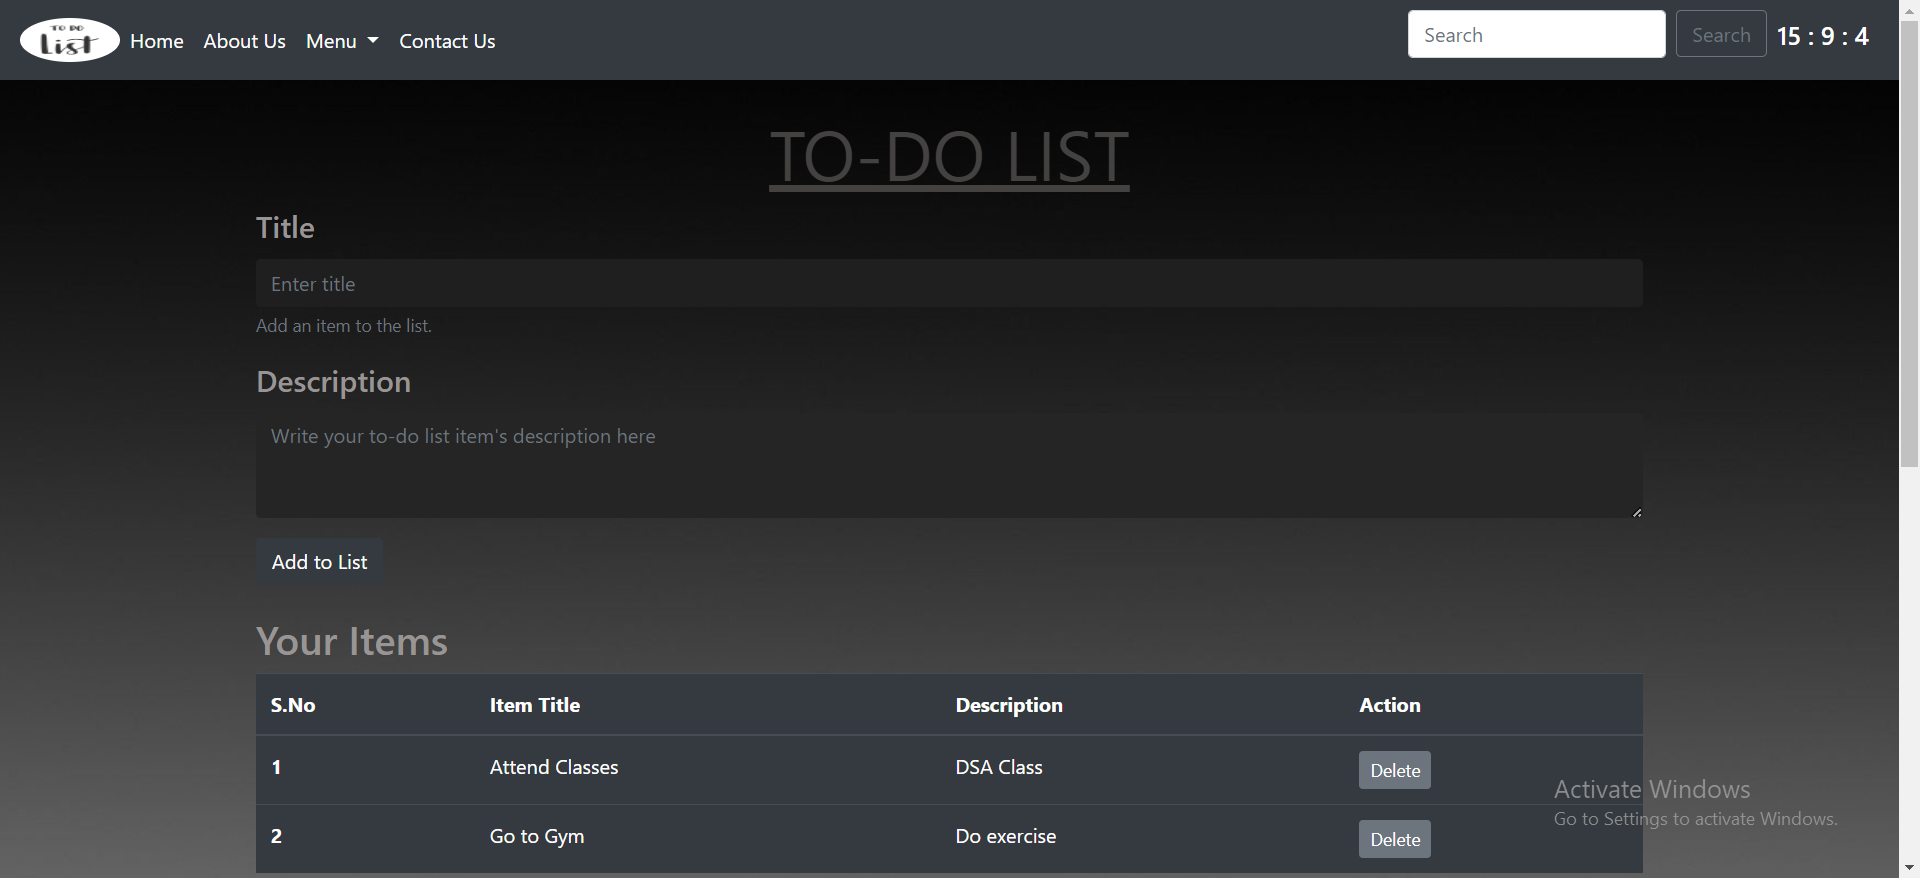 TO DO
List
Home About Us Menu Contact Us Search Search 15 : 9 : 4
TO-DO LIST
Title
Enter title
Add an item to the list.
Description
Write your to-do list item's description here
Add to List
Your Items
S.No Item Title Description Action
1 Attend Classes DSA Class Delete
2 Go to Gym Do exercise Delete
Activate Windows
Go to Settings to activate Windows.